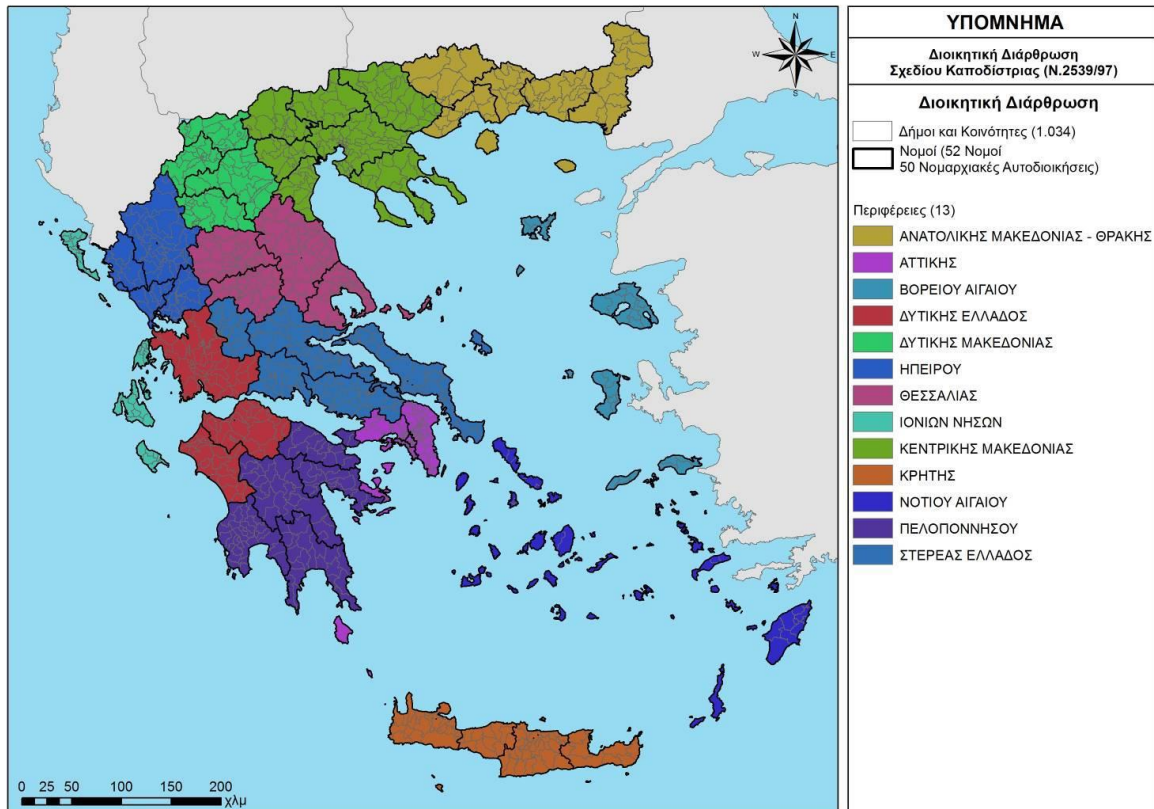 N
W E
S
ΥΠΟΜΝΗΜΑ
Διοικητική Διάρθρωση
Σχεδίου Καποδίστριας (Ν.2539/97)
Διοικητική Διάρθρωση
Δήμοι και Κοινότητες (1.034)
Νομοί (52 Νομοί
50 Νομαρχιακές Αυτοδιοικήσεις)
Περιφέρειες (13)
ΑΝΑΤΟΛΙΚΗΣ ΜΑΚΕΔΟΝΙΑΣ - ΘΡΑΚΗΣ
ΑΤΤΙΚΗΣ
ΒΟΡΕΙΟΥ ΑΙΓΑΙΟΥ
ΔΥΤΙΚΗΣ ΕΛΛΑΔΟΣ
ΔΥΤΙΚΗΣ ΜΑΚΕΔΟΝΙΑΣ
ΗΠΕΙΡΟΥ
ΘΕΣΣΑΛΙΑΣ
ΙΟΝΙΩΝ ΝΗΣΩΝ
ΚΕΝΤΡΙΚΗΣ ΜΑΚΕΔΟΝΙΑΣ
ΚΡΗΤΗΣ
ΝΟΤΙΟΥ ΑΙΓΑΙΟΥ
ΠΕΛΟΠΟΝΝΗΣΟΥ
ΣΤΕΡΕΑΣ ΕΛΛΑΔΟΣ
0 25 50 100 150 200
χλμ